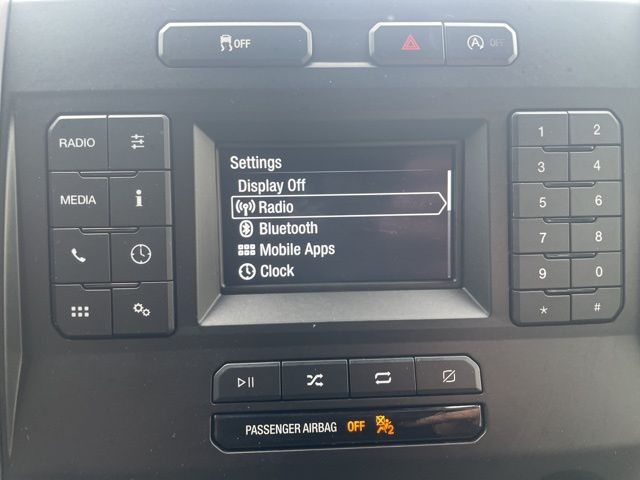 OFF
A OFF
RADIO
MEDIA
i
Settings
Display Off
Radio
Bluetooth
Mobile Apps
Clock
1 2
3 4
5 6
7 8
9 0
* #
PASSENGER AIRBAG OFF 2